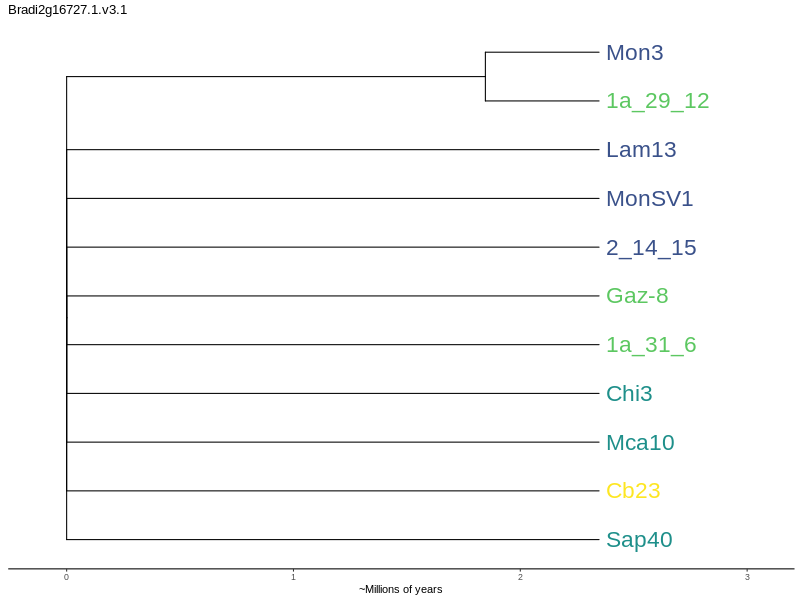 Bradi2g16727.1.v3.1
Mon3
1a_29_12
Lam13
MonSV1
2_14_15
Gaz-8
1a_31_6
Chi3
Mca10
Cb23
Sap40
0 1 2 3
~Millions of years